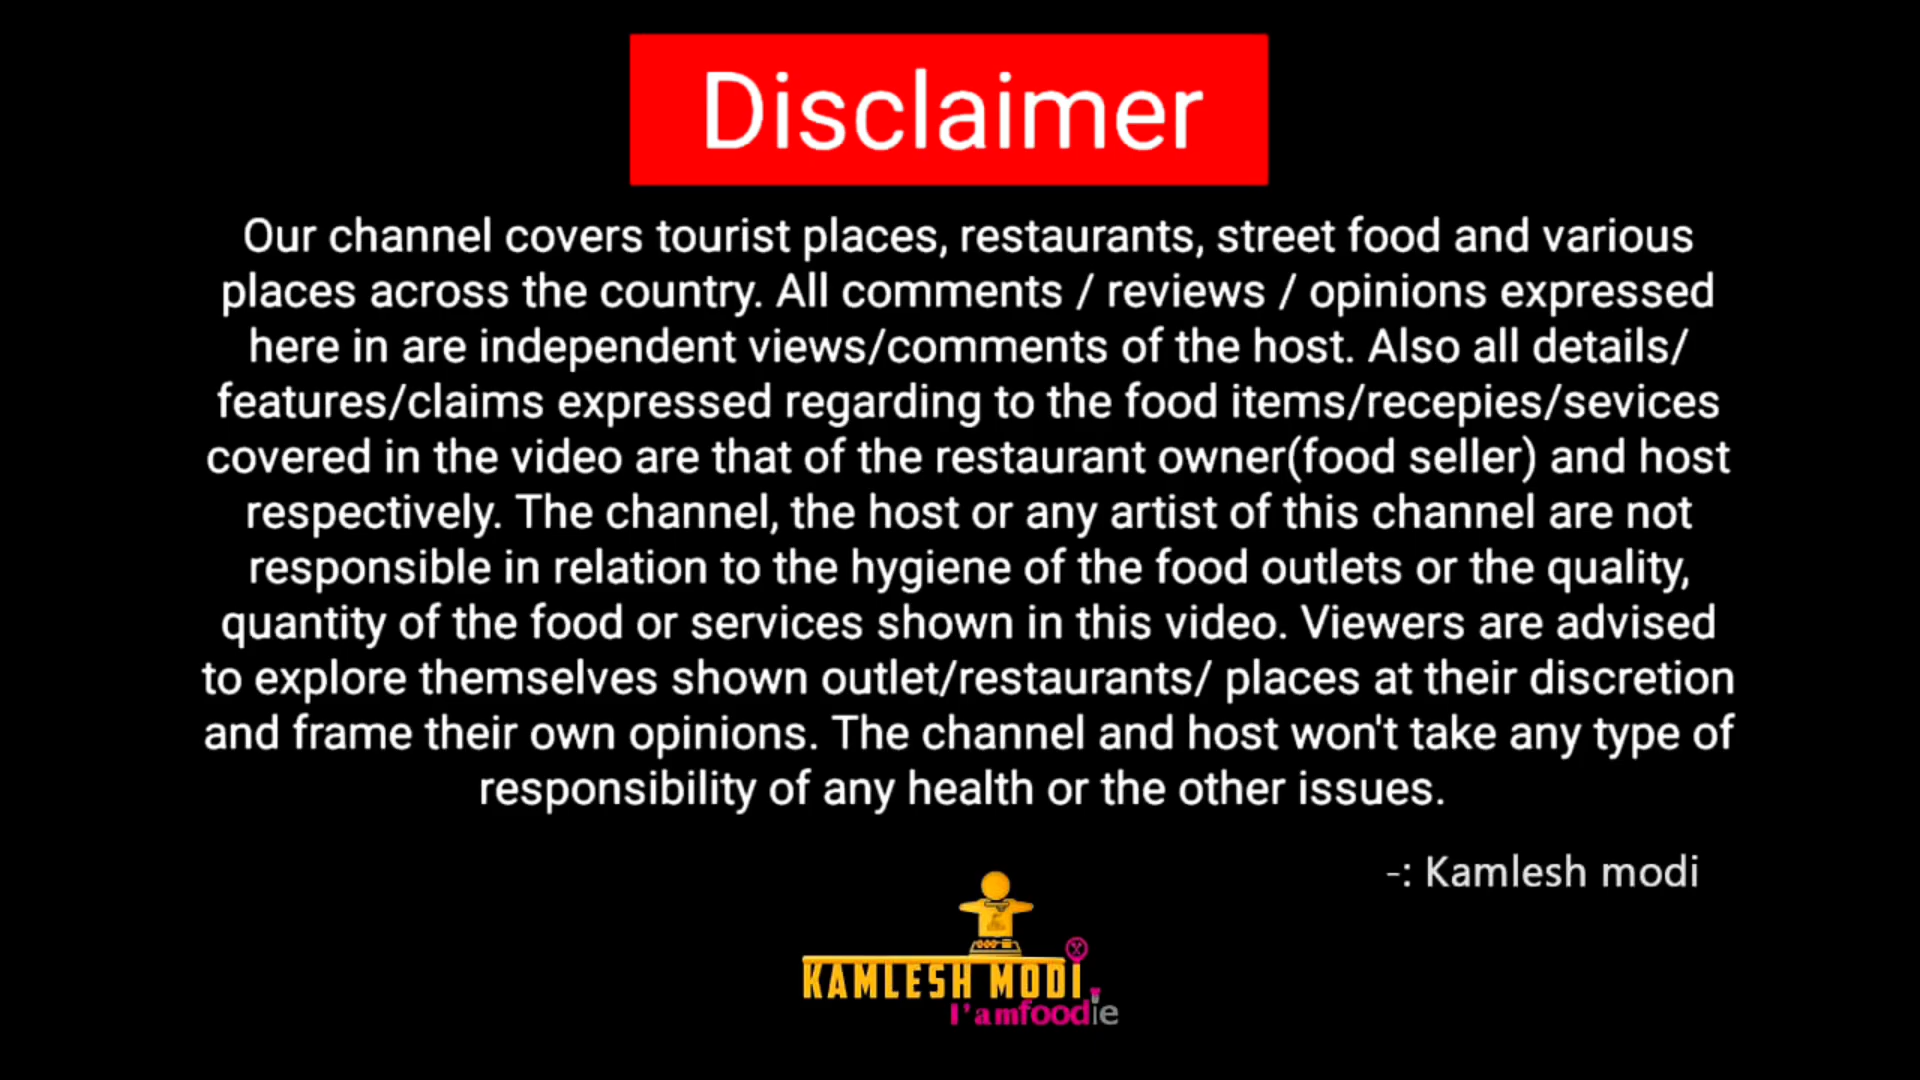 Disclaimer
Our channel covers tourist places, restaurants, street food and various
places across the country. All comments / reviews / opinions expressed
here in are independent views/comments of the host. Also all details/
features/claims expressed regarding to the food items/recepies/sevices
covered in the video are that of the restaurant owner(food seller) and host
respectively. The channel, the host or any artist of this channel are not
responsible in relation to the hygiene of the food outlets or the quality,
quantity of the food or services shown in this video. Viewers are advised
to explore themselves shown outlet/restaurants/ places at their discretion
and frame their own opinions. The channel and host won't take any type of
responsibility of any health or the other issues.
-: Kamlesh modi
KAMLESH MODI
I'amfoodie